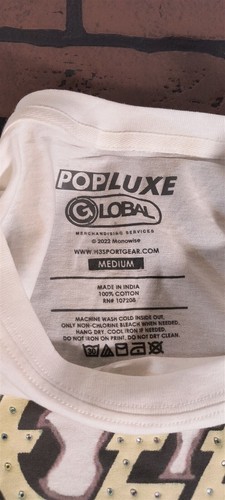 POPLUXE
GLOBAL
MERCHANDISING SERVICES
© 2022 Monowise
WWW.H3SPORTGEAR.COM
MEDIUM
MADE IN INDIA
100% COTTON
RN# 107208
MACHINE WASH COLD INSIDE OUT,
ONLY NON-CHLORINE BLEACH WHEN NEEDED.
HANG DRY. COOL IRON IF NEEDED.
DO NOT IRON ON PRINT. DO NOT DRY CLEAN.